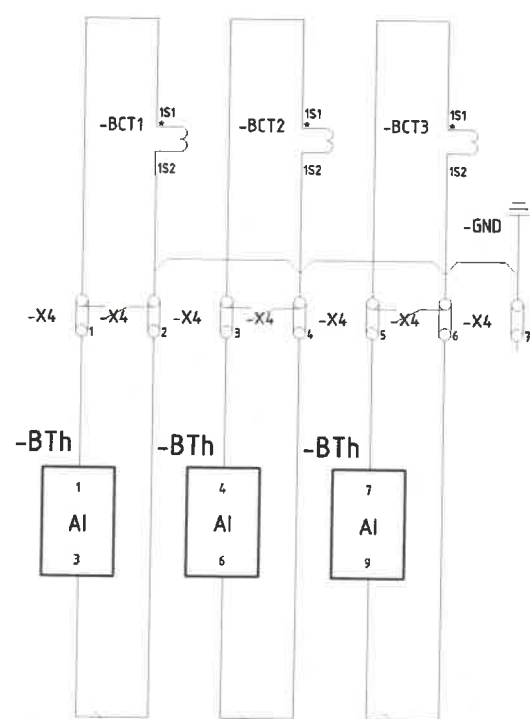 1S1 1S1 1S1
-BCT1 * -BCT2 * -BCT3 *
1S2 1S2 1S2
-GND
-X4 -X4 -X4 -X4 -X4 -X4 -X4
1 2 3 4 5 6 7
-BTh -BTh -BTh
1 4 7
AI AI AI
3 6 9